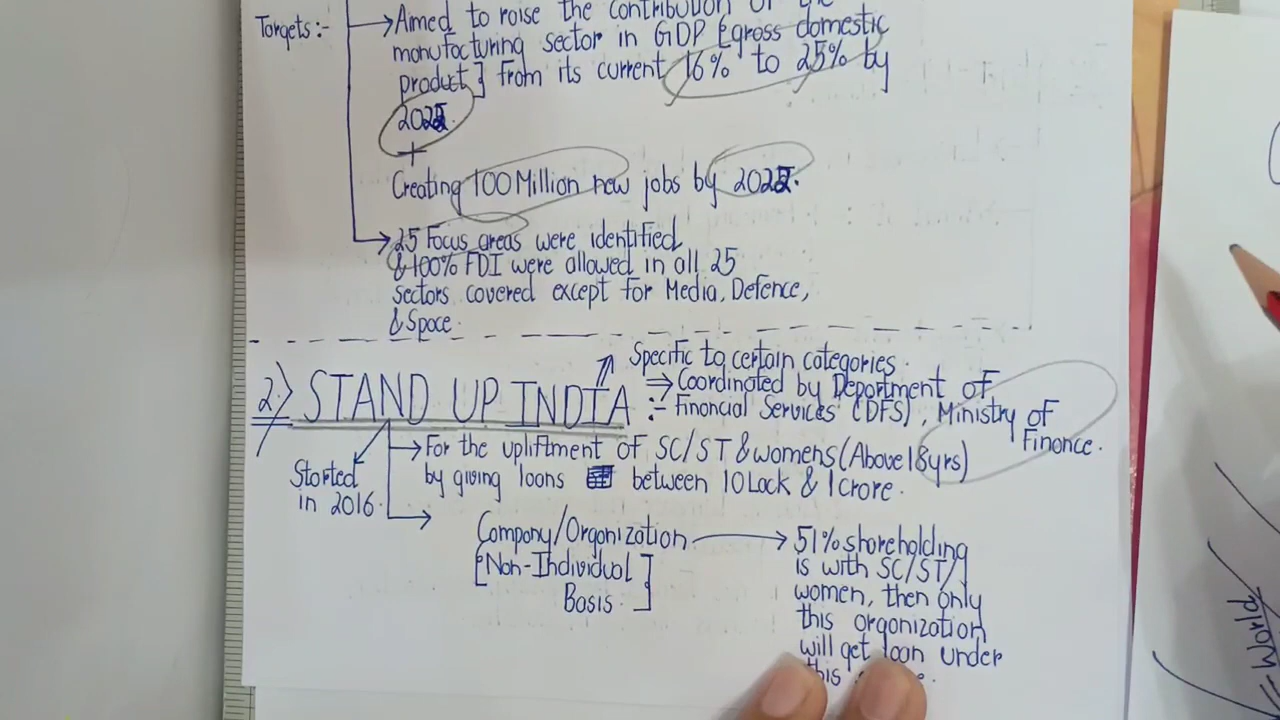 Targets:-
Aimed to raise the contribution of the
manufacturing sector in GDP [gross domestic
product] from its current 16% to 25% by
2025.
+
Creating 100 Million new jobs by 2022.
25 Focus areas were identified
& 100% FDI were allowed in all 25
sectors covered except for Media, Defence,
& Space.
Specific to certain categories.
2) STAND UP INDIA :-
⇒ Coordinated by Department of
Financial Services (DFS), Ministry of
Finance.
Started
in 2016.
For the upliftment of SC/ST & womens (Above 18yrs)
by giving loans between 10 Lack & 1 crore.
Company/Organization
[Non-Individual
Basis.]
51% shareholding
is with SC/ST/
women, then only
this organization
will get loan under
this
World